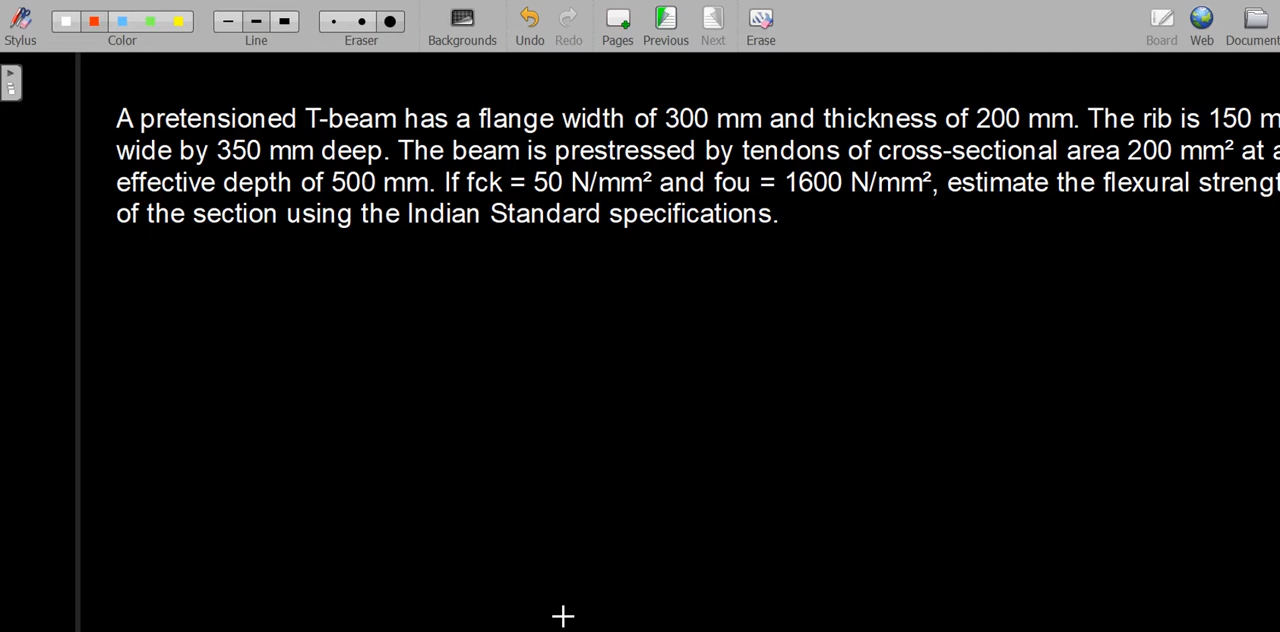 Stylus Color Line Eraser Backgrounds Undo Redo Pages Previous Next Erase Board Web Document
A pretensioned T-beam has a flange width of 300 mm and thickness of 200 mm. The rib is 150 m
wide by 350 mm deep. The beam is prestressed by tendons of cross-sectional area 200 mm² at a
effective depth of 500 mm. If fck = 50 N/mm² and fou = 1600 N/mm², estimate the flexural strengt
of the section using the Indian Standard specifications.